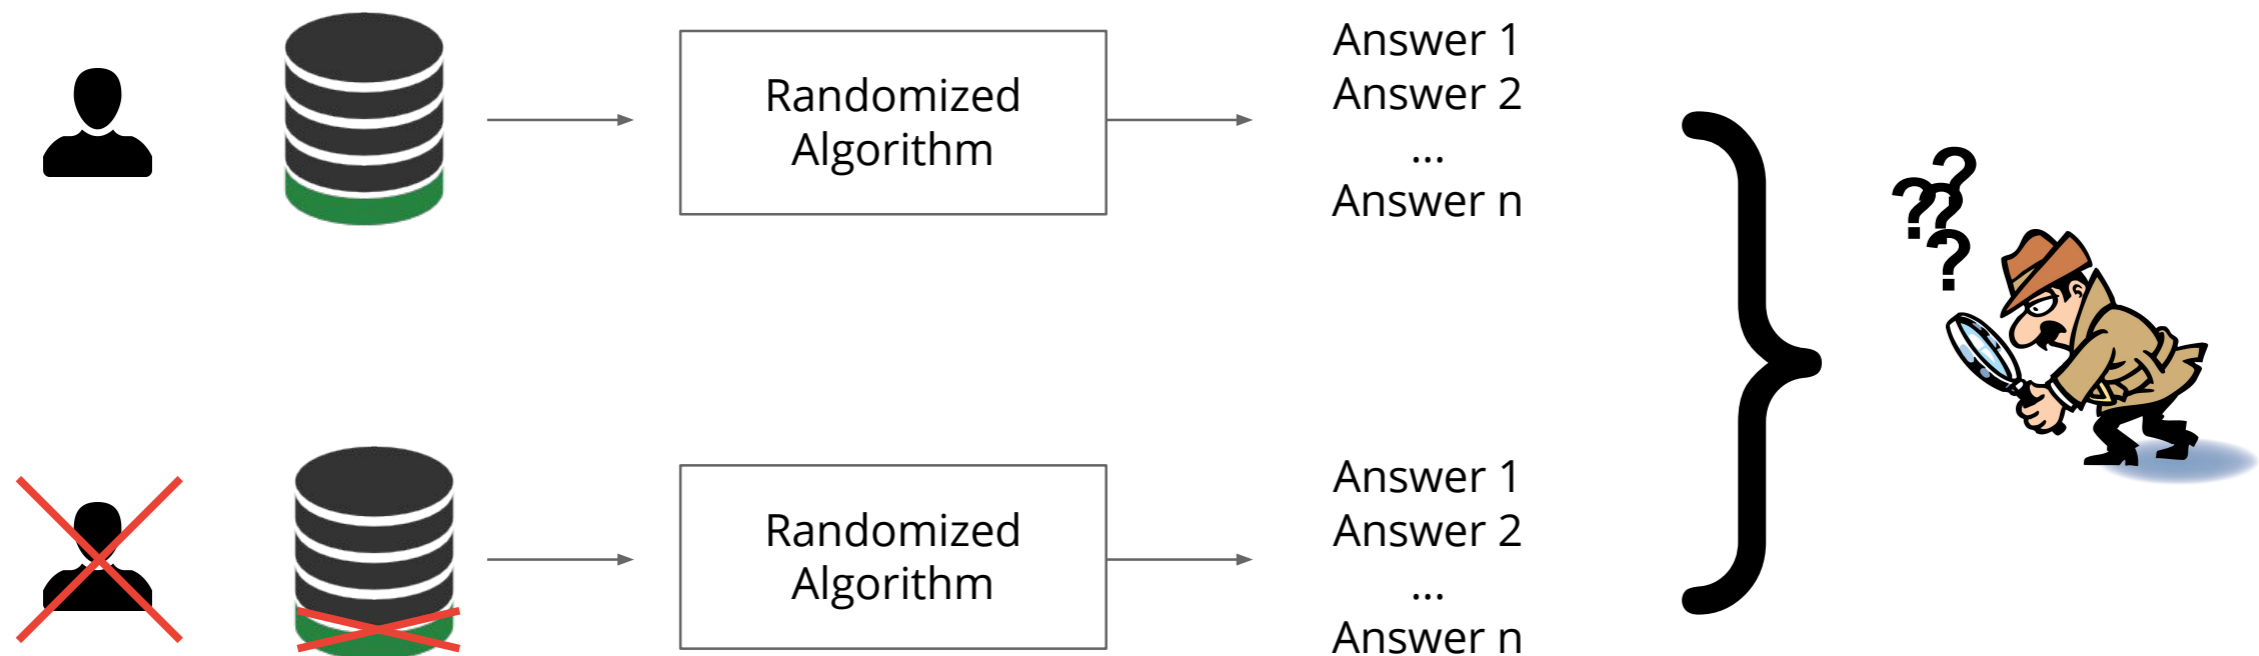 Randomized
Algorithm
Answer 1
Answer 2
...
Answer n
? ? ? ?
Randomized
Algorithm
Answer 1
Answer 2
...
Answer n